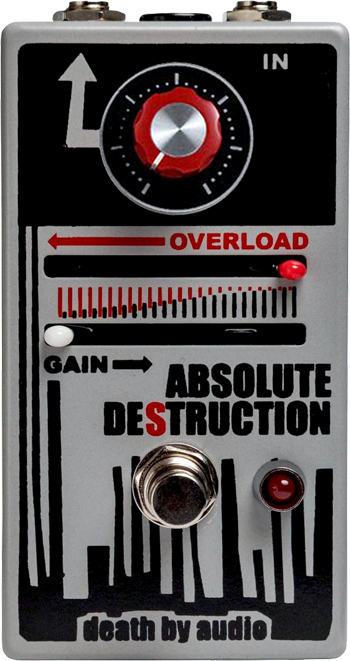 IN
OVERLOAD
GAIN
ABSOLUTE
DESTRUCTION
death by audio